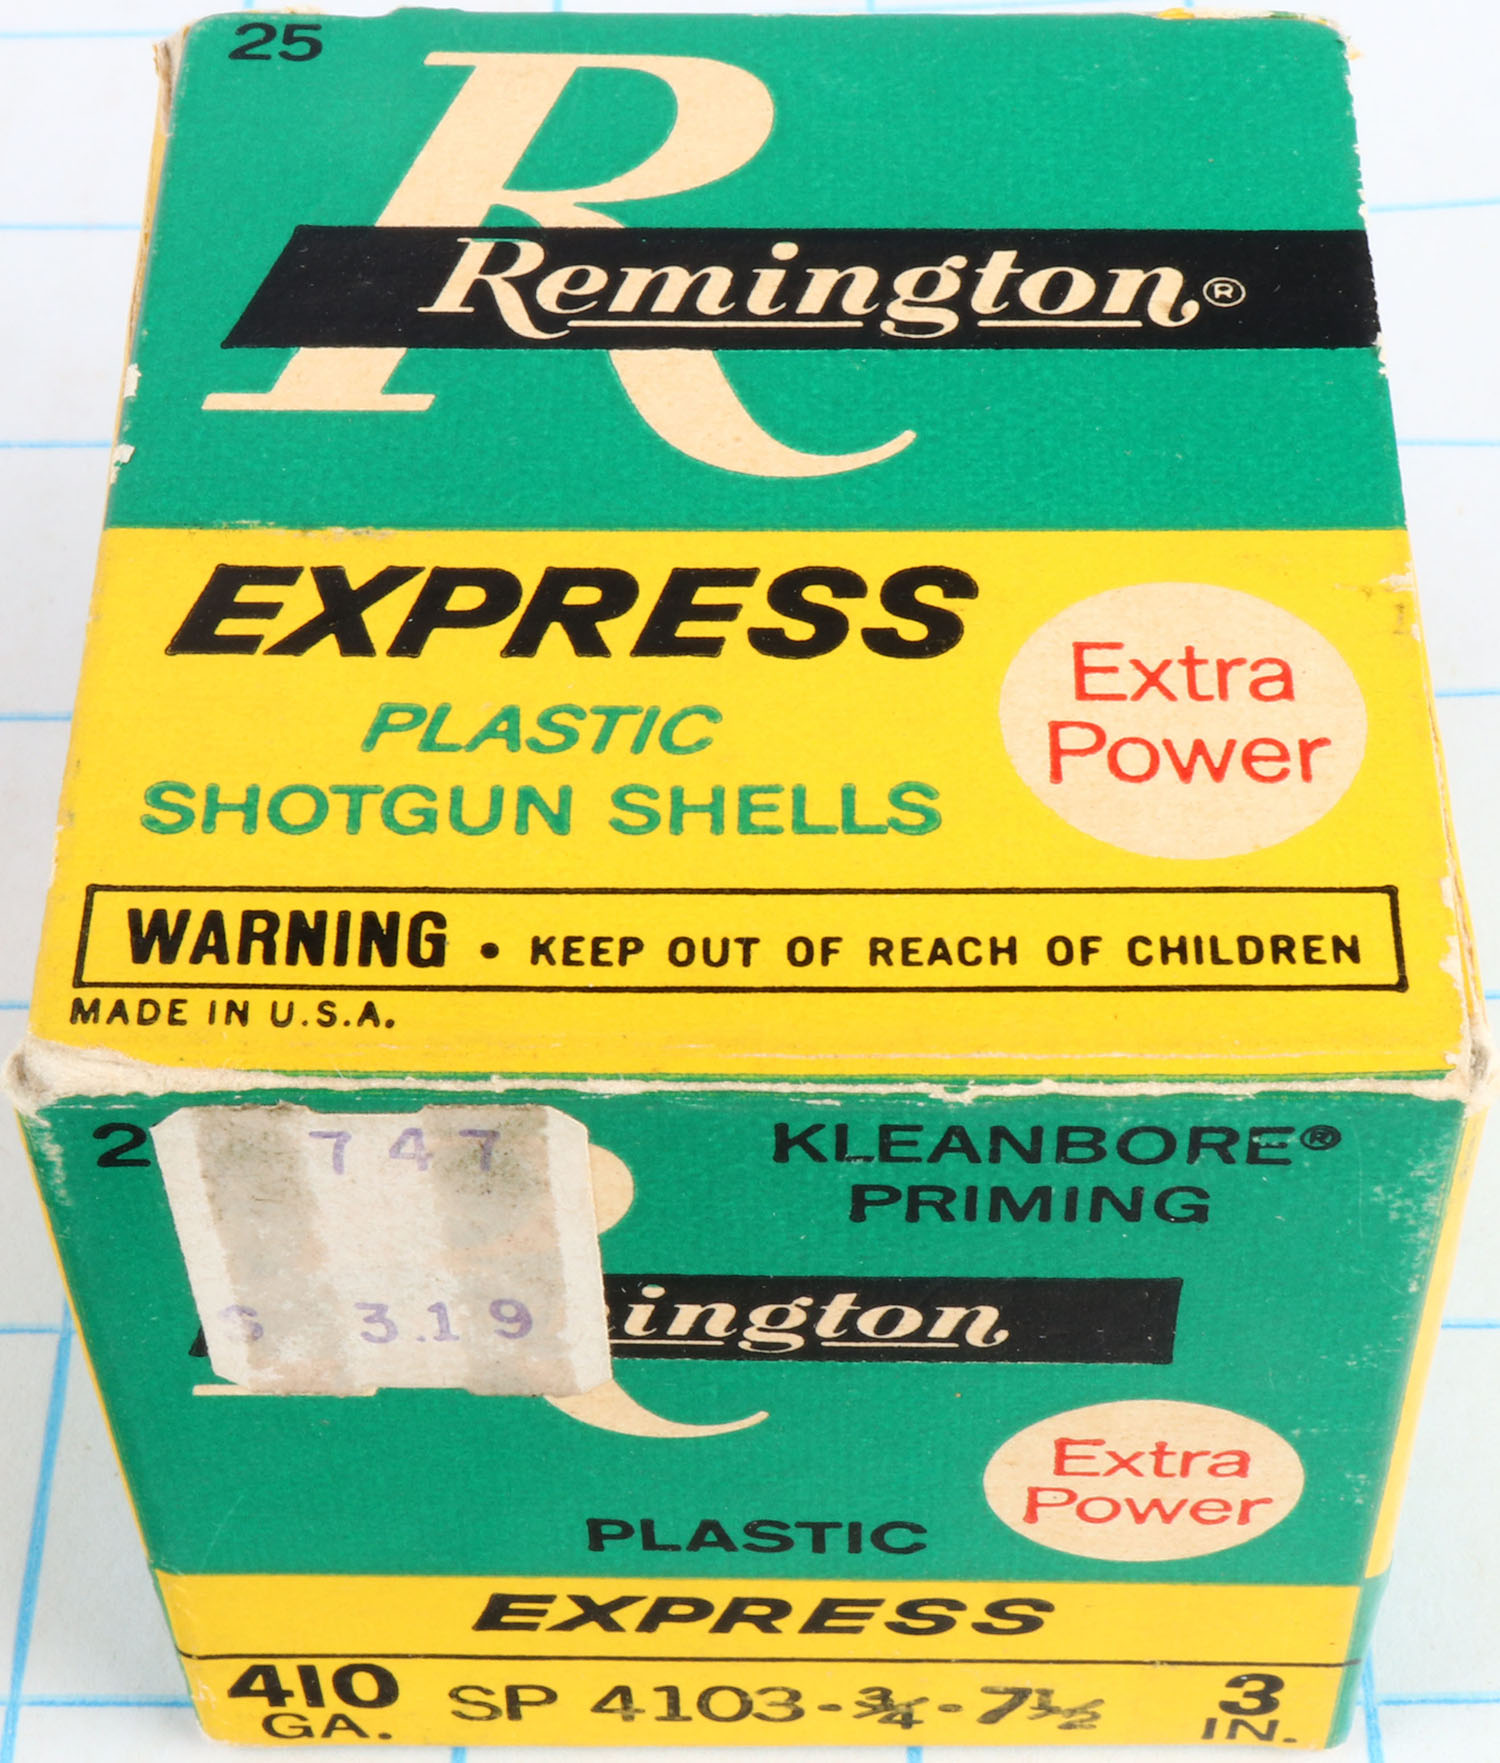 25
R
Remington®
EXPRESS
PLASTIC
SHOTGUN SHELLS
Extra
Power
WARNING • KEEP OUT OF REACH OF CHILDREN
MADE IN U.S.A.
2
747
$ 3.19
KLEANBORE®
PRIMING
ington
Extra
Power
PLASTIC
EXPRESS
410
GA.
SP 4103-¾-7½
3
IN.